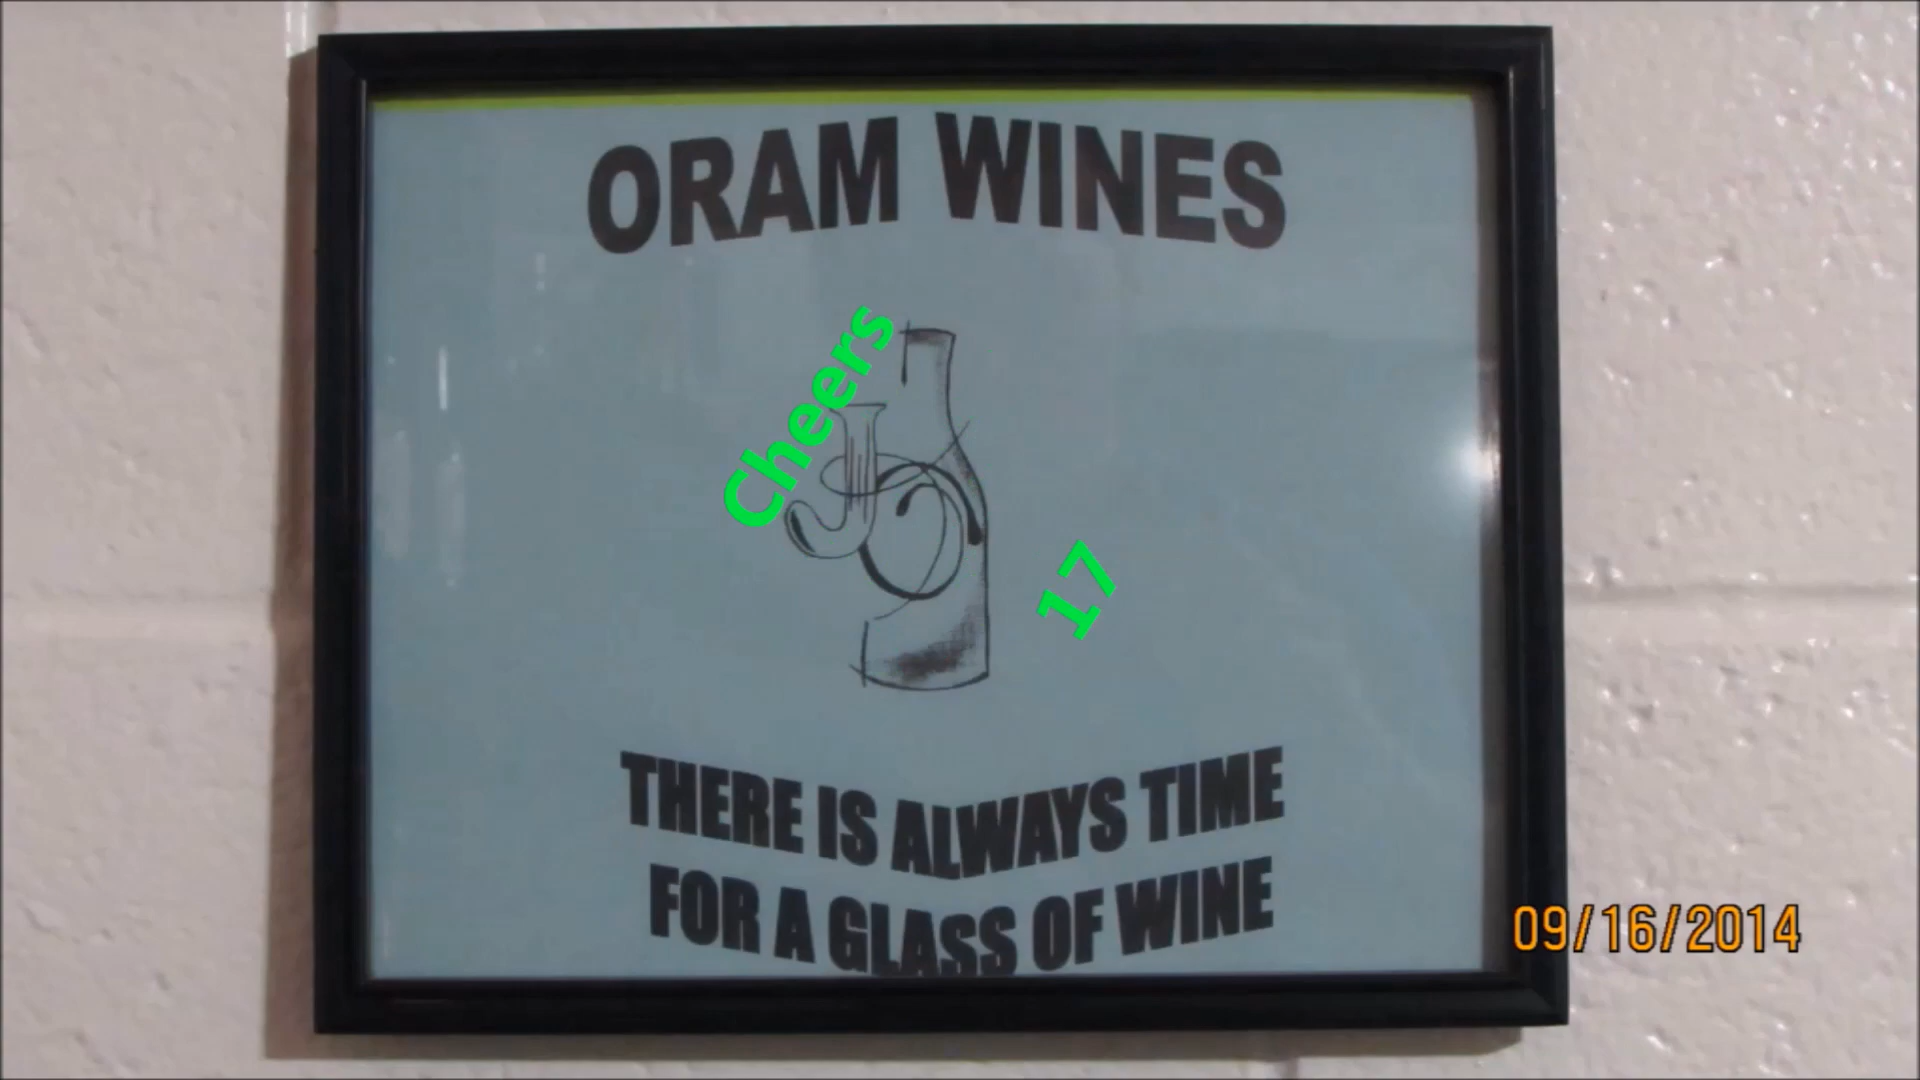 ORAM WINES
Cheers
17
THERE IS ALWAYS TIME
FOR A GLASS OF WINE
09/16/2014